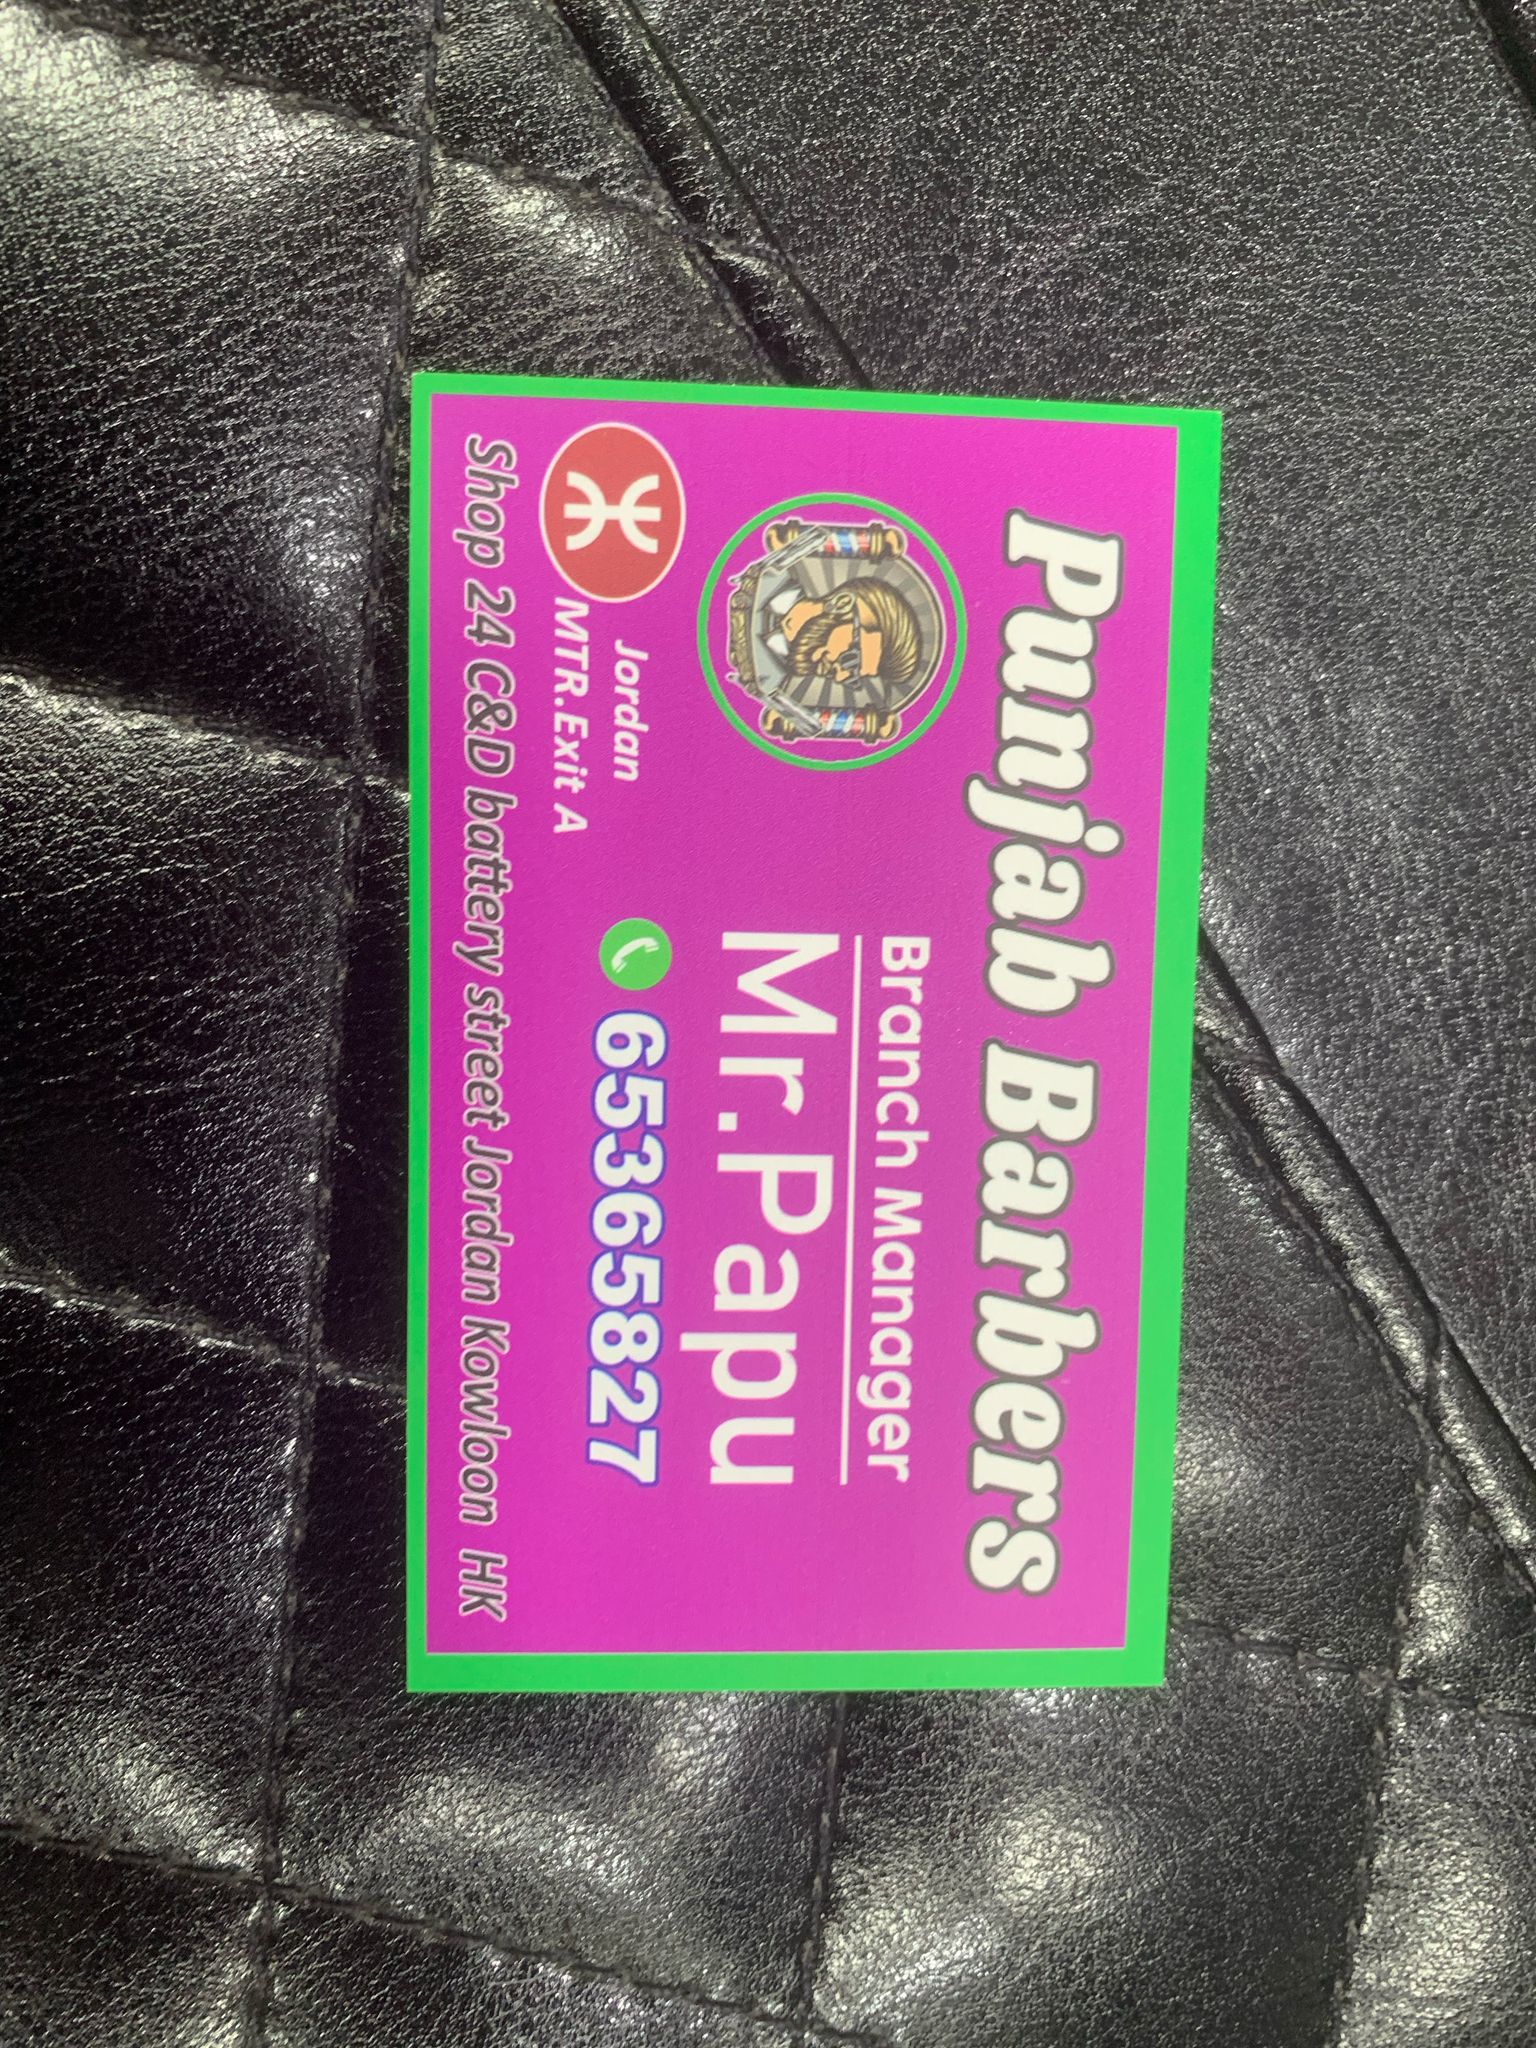 Punjab Barbers
Branch Manager
Mr.Papu
65365827
Jordan
MTR.Exit A
Shop 24 C&D battery street Jordan Kowloon HK